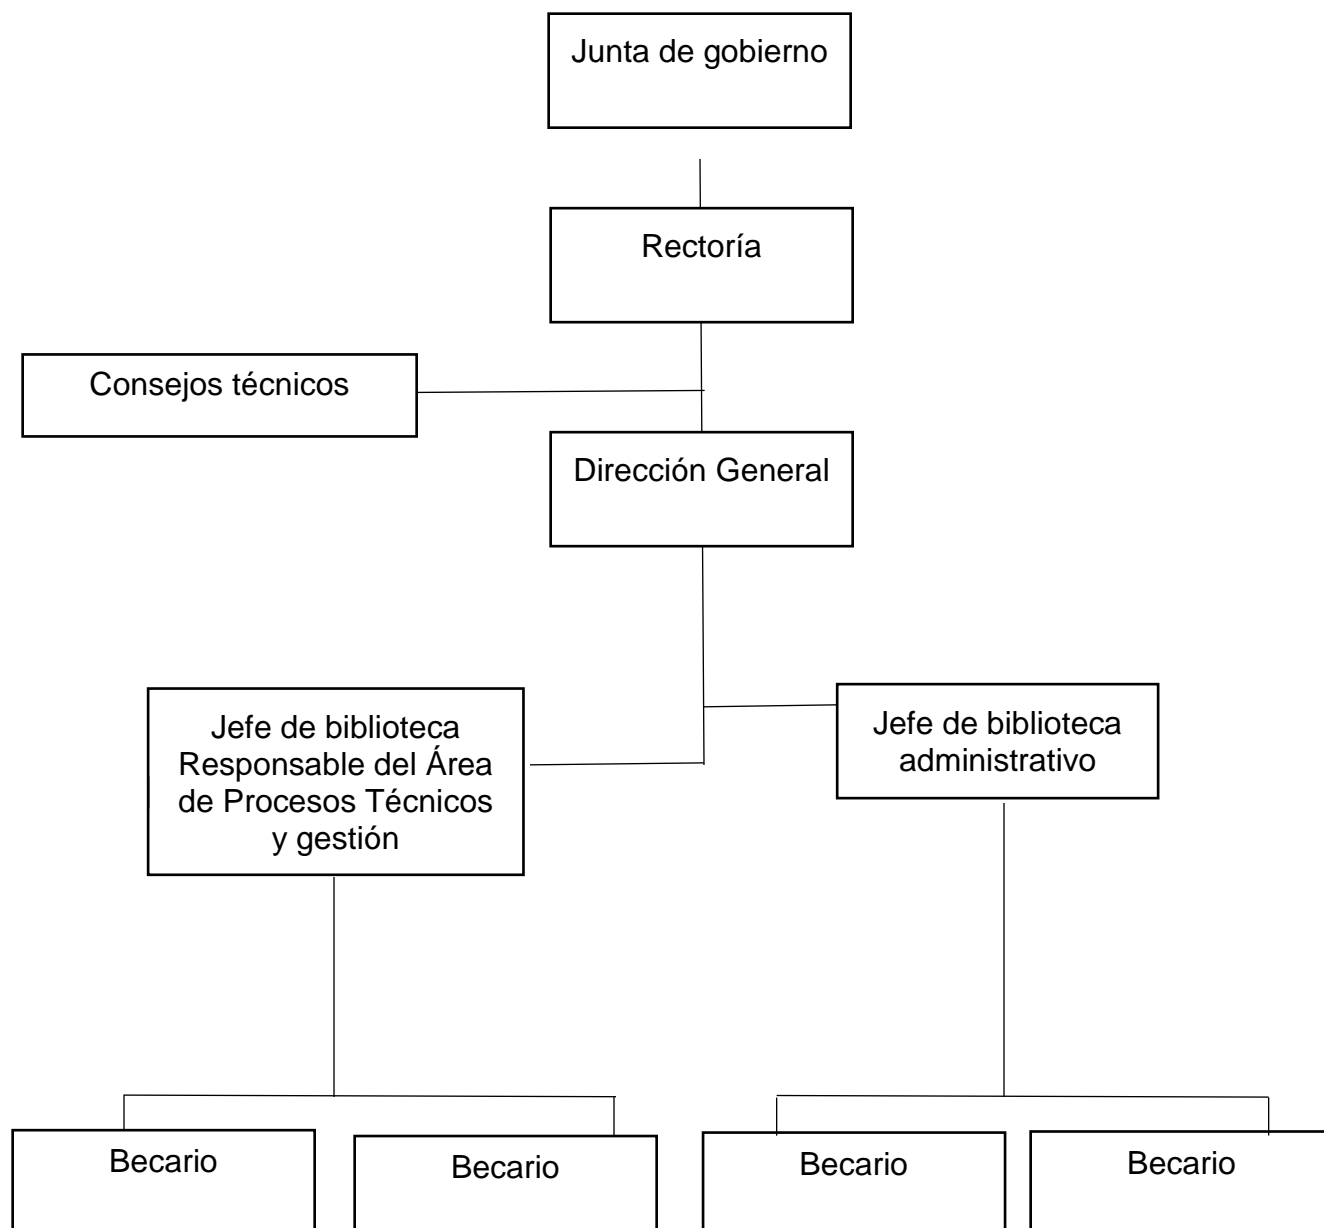 Junta de gobierno
Rectoría
Consejos técnicos
Dirección General
Jefe de biblioteca
Responsable del Área
de Procesos Técnicos
y gestión
Jefe de biblioteca
administrativo
Becario
Becario
Becario
Becario